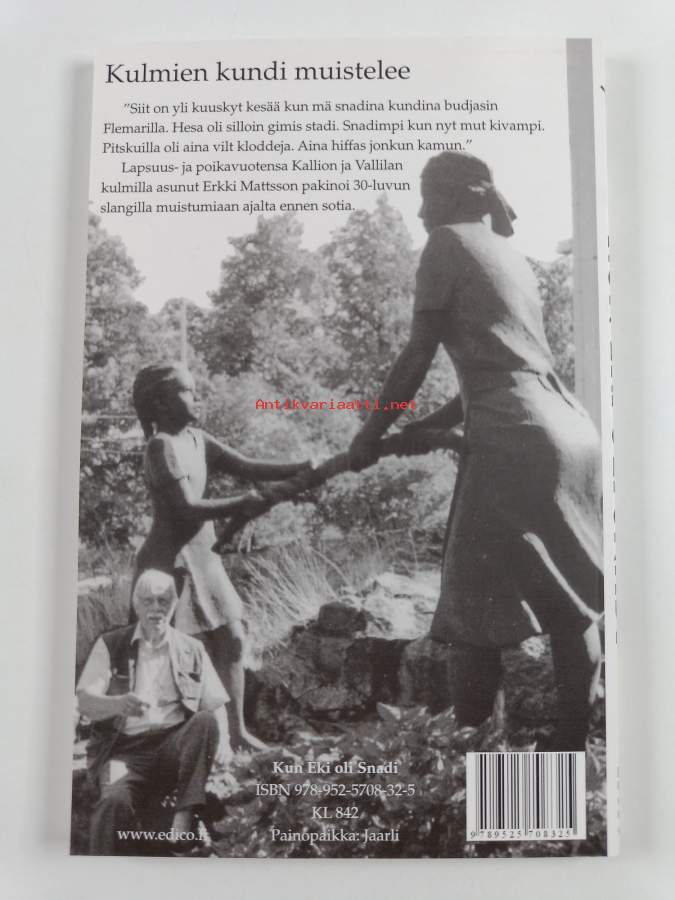 Kulmien kundi muistelee
"Siit on yli kuuskyt kesää kun mä snadina kundina budjasin
Flemarilla. Hesa oli silloin gimis stadi. Snadimpi kun nyt mut kivampi.
Pitskuilla oli aina vilt kloddeja. Aina hiffas jonkun kamun."
Lapsuus- ja poikavuotensa Kallion ja Vallilan
kulmilla asunut Erkki Mattsson pakinoi 30-luvun
slangilla muistumiaan ajalta ennen sotia.
Antikvariaatti.net
Kun Eki oli Snadi
ISBN 978-952-5708-32-5
KL 842
www.edico.fi
Painopaikka: Jaarli
9 789525 708325